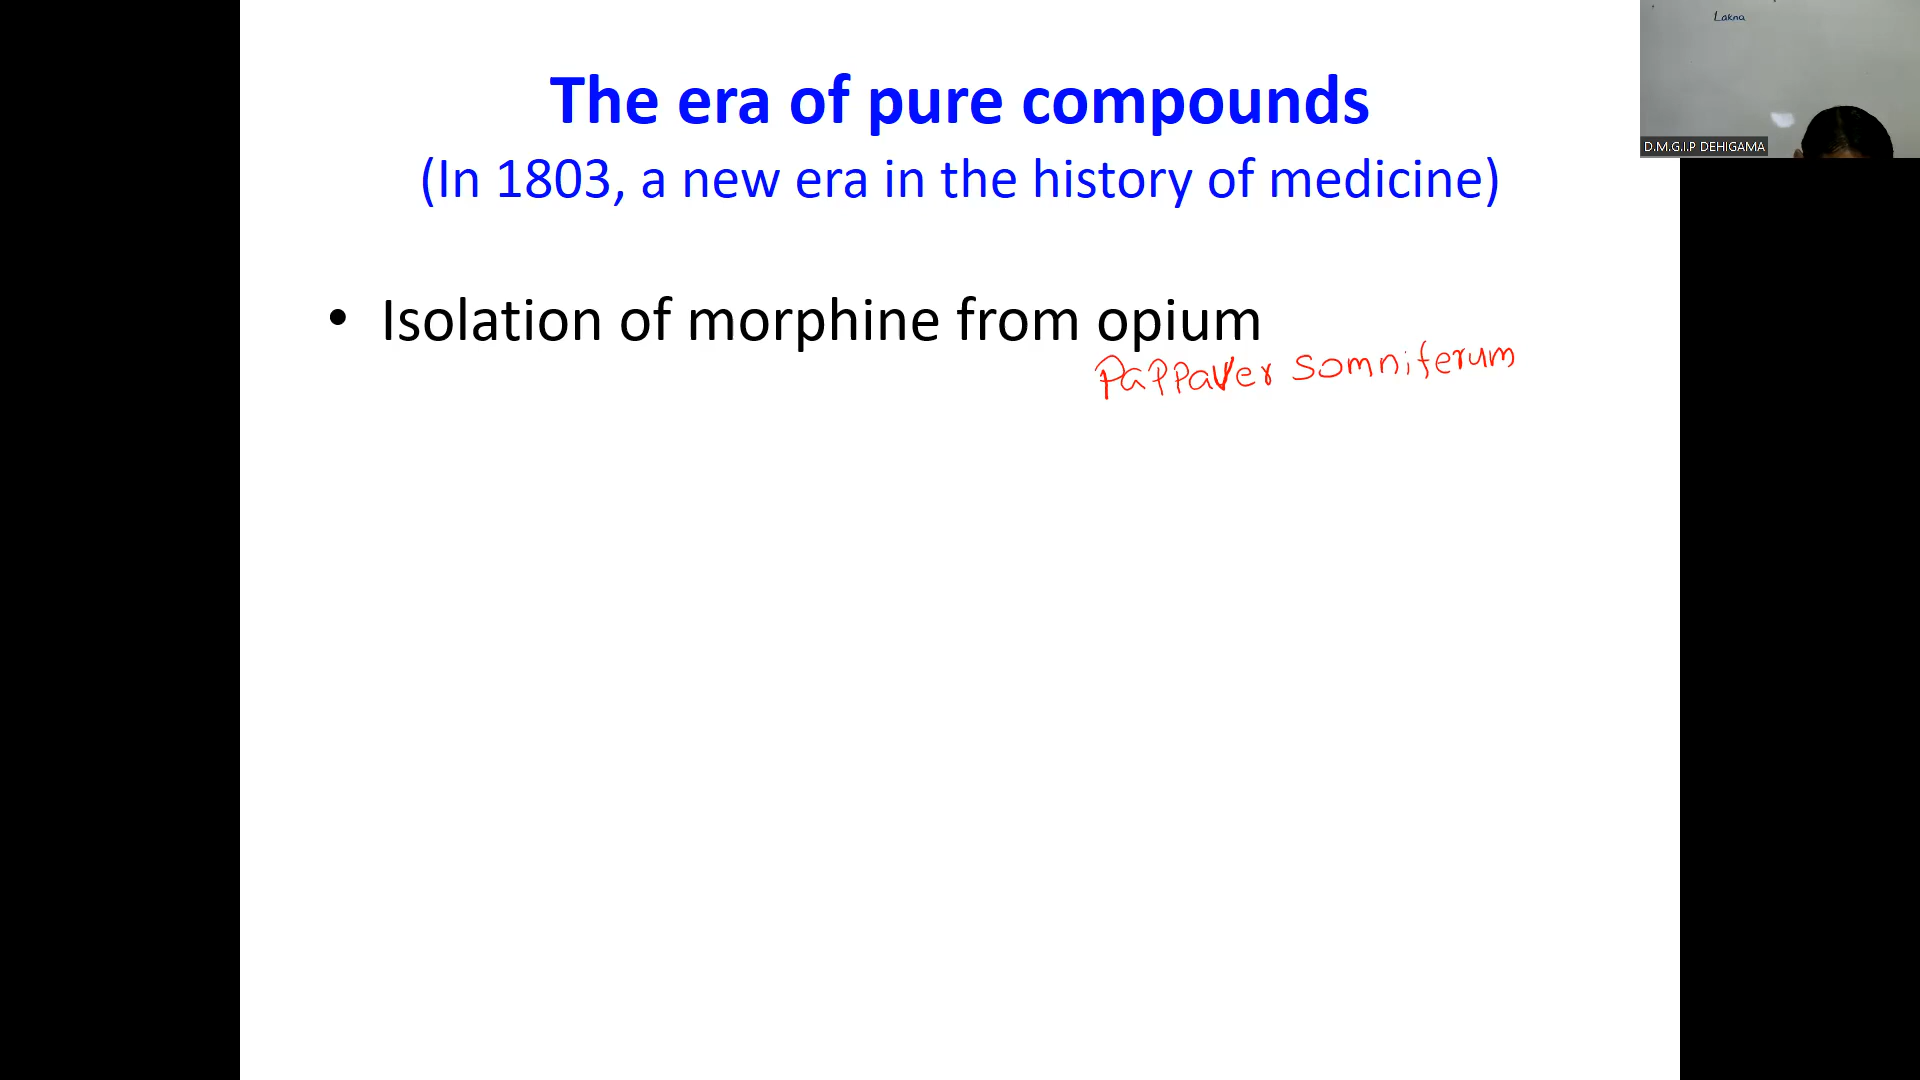 The era of pure compounds
(In 1803, a new era in the history of medicine)
• Isolation of morphine from opium
Pappaver somniferum
Lakna
D.M.G.I.P DEHIGAMA